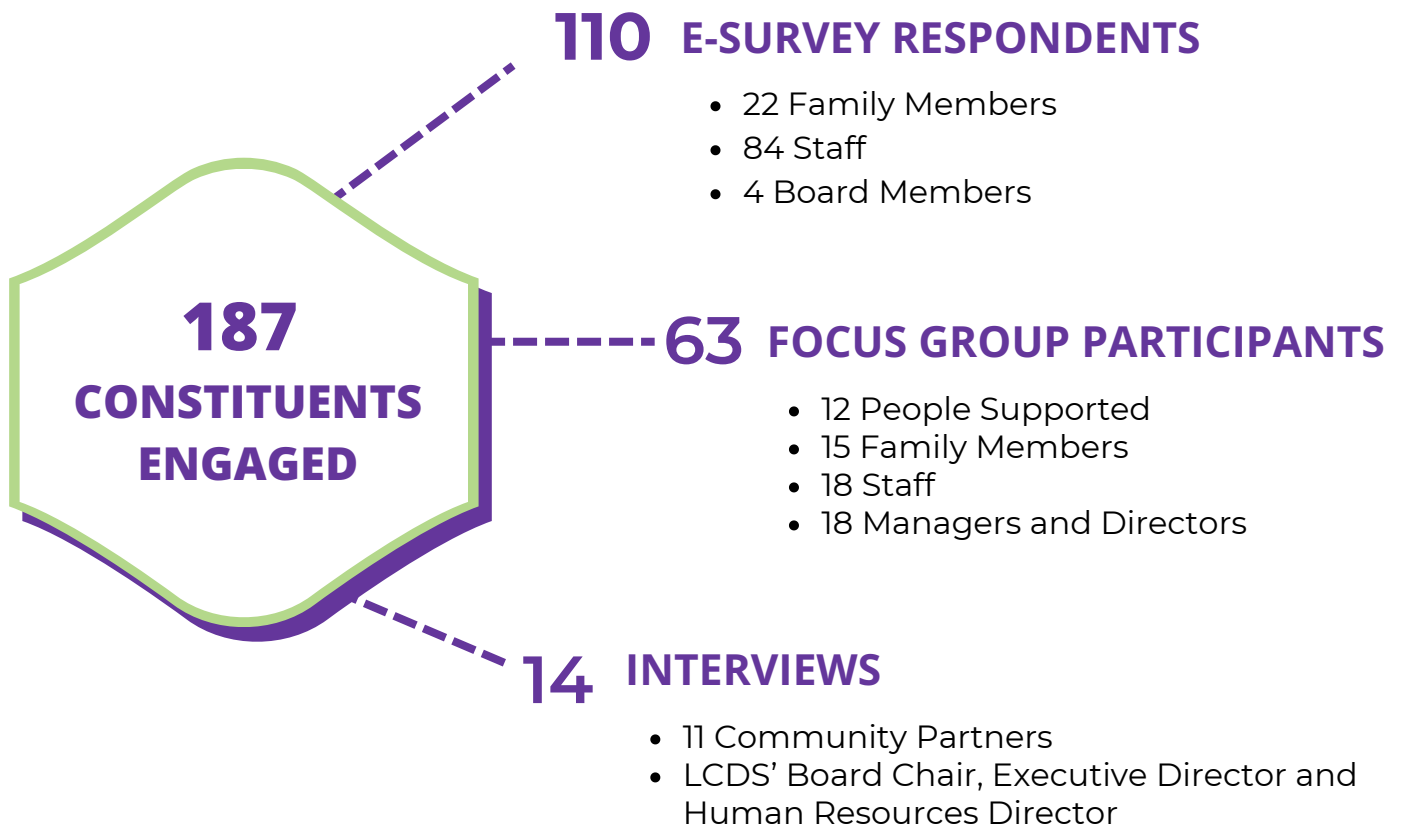 110 E-SURVEY RESPONDENTS
• 22 Family Members
• 84 Staff
• 4 Board Members
187
CONSTITUENTS
ENGAGED
63 FOCUS GROUP PARTICIPANTS
• 12 People Supported
• 15 Family Members
• 18 Staff
• 18 Managers and Directors
14 INTERVIEWS
• 11 Community Partners
• LCDS’ Board Chair, Executive Director and
Human Resources Director